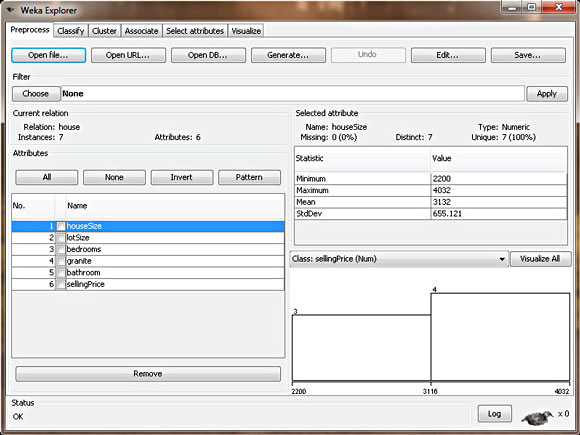 Weka Explorer
Preprocess Classify Cluster Associate Select attributes Visualize
Open file... Open URL... Open DB... Generate... Undo Edit... Save...
Filter
Choose None Apply
Current relation
Relation: house
Instances: 7 Attributes: 6
Attributes
All None Invert Pattern
No. Name
1 houseSize
2 lotSize
3 bedrooms
4 granite
5 bathroom
6 sellingPrice
Remove
Selected attribute
Name: houseSize Type: Numeric
Missing: 0 (0%) Distinct: 7 Unique: 7 (100%)
Statistic Value
Minimum 2200
Maximum 4032
Mean 3132
StdDev 655.121
Class: sellingPrice (Num) Visualize All
3
4
2200 3116 4032
Status
OK
Log x 0